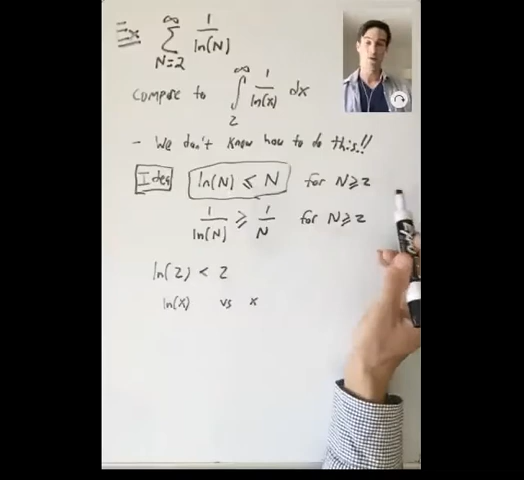 Ex ∞∑N=2 1/ln(N)
compare to ∞∫2 1/ln(x) dx
- We don't know how to do this!!
Idea ln(N) ≤ N for N ≥ 2
1/ln(N) ≥ 1/N for N ≥ 2
ln(2) < 2
ln(x) vs x
EXPO